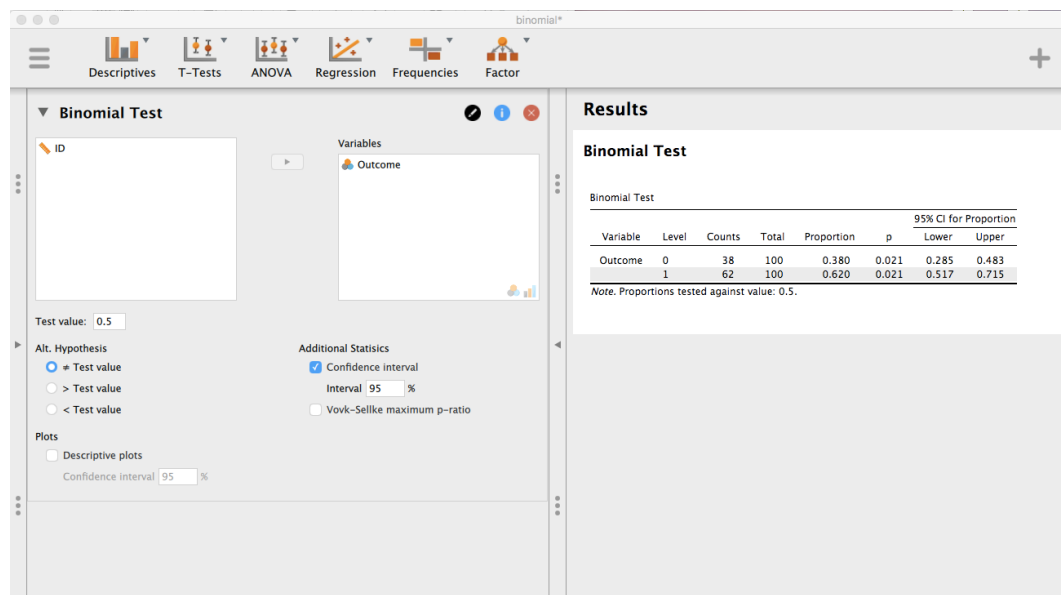 binomial*
Descriptives T-Tests ANOVA Regression Frequencies Factor
Binomial Test
ID
Variables
Outcome
Test value: 0.5
Alt. Hypothesis
≠ Test value
> Test value
< Test value
Additional Statisics
Confidence interval
Interval 95 %
Vovk-Sellke maximum p-ratio
Plots
Descriptive plots
Confidence interval 95 %
Results
Binomial Test
Binomial Test
95% CI for Proportion
Variable Level Counts Total Proportion p Lower Upper
Outcome 0 38 100 0.380 0.021 0.285 0.483
1 62 100 0.620 0.021 0.517 0.715
Note. Proportions tested against value: 0.5.